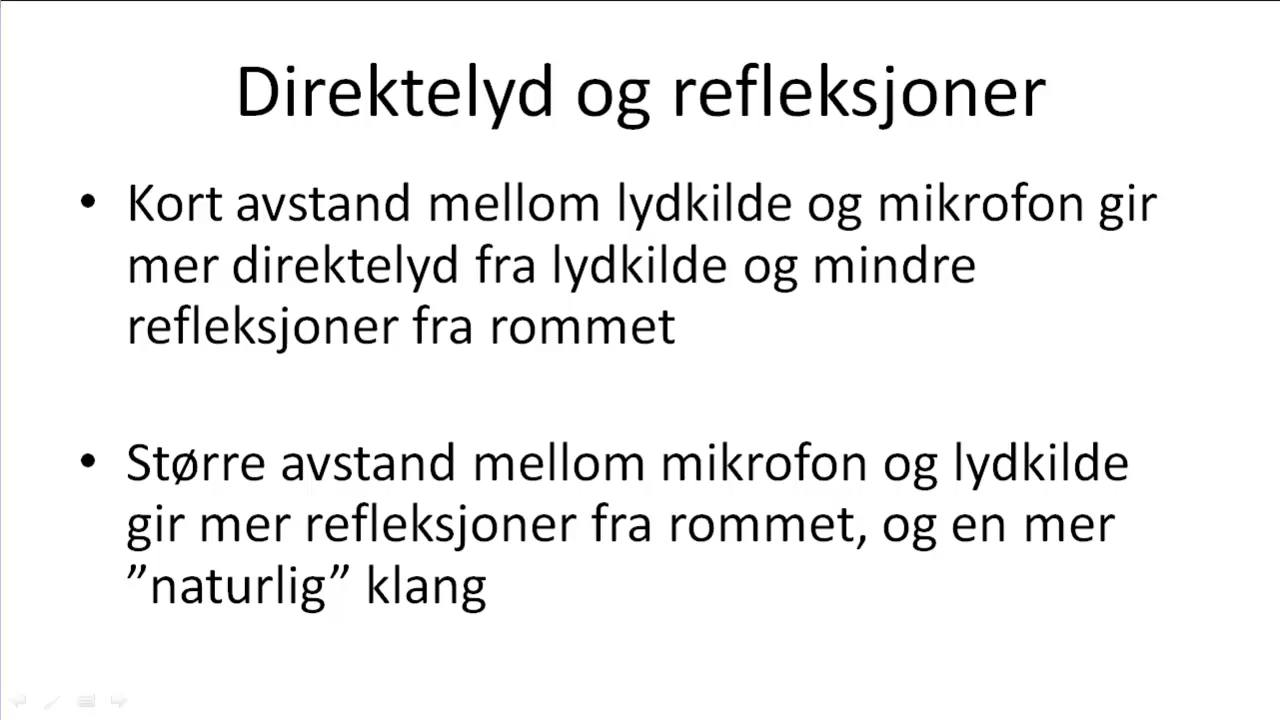 Direktelyd og refleksjoner
• Kort avstand mellom lydkilde og mikrofon gir
mer direktelyd fra lydkilde og mindre
refleksjoner fra rommet
• Større avstand mellom mikrofon og lydkilde
gir mer refleksjoner fra rommet, og en mer
”naturlig” klang